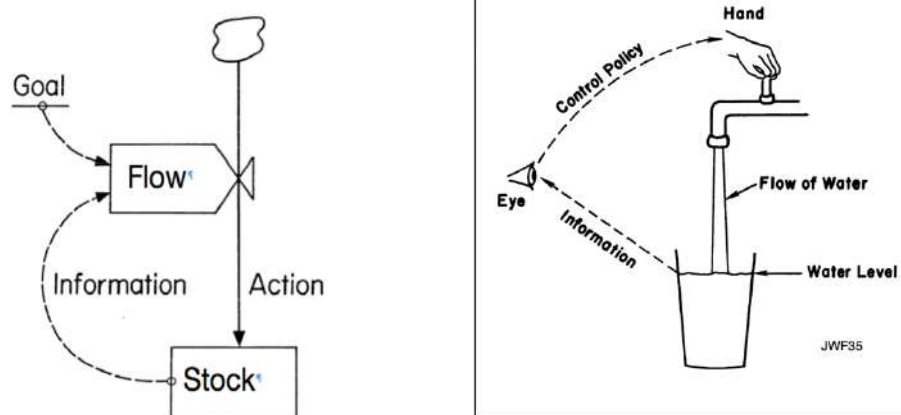 Goal
Flow¶
Information
Action
Stock¶
Hand
Control Policy
Eye
Information
Flow of Water
Water Level
JWF35